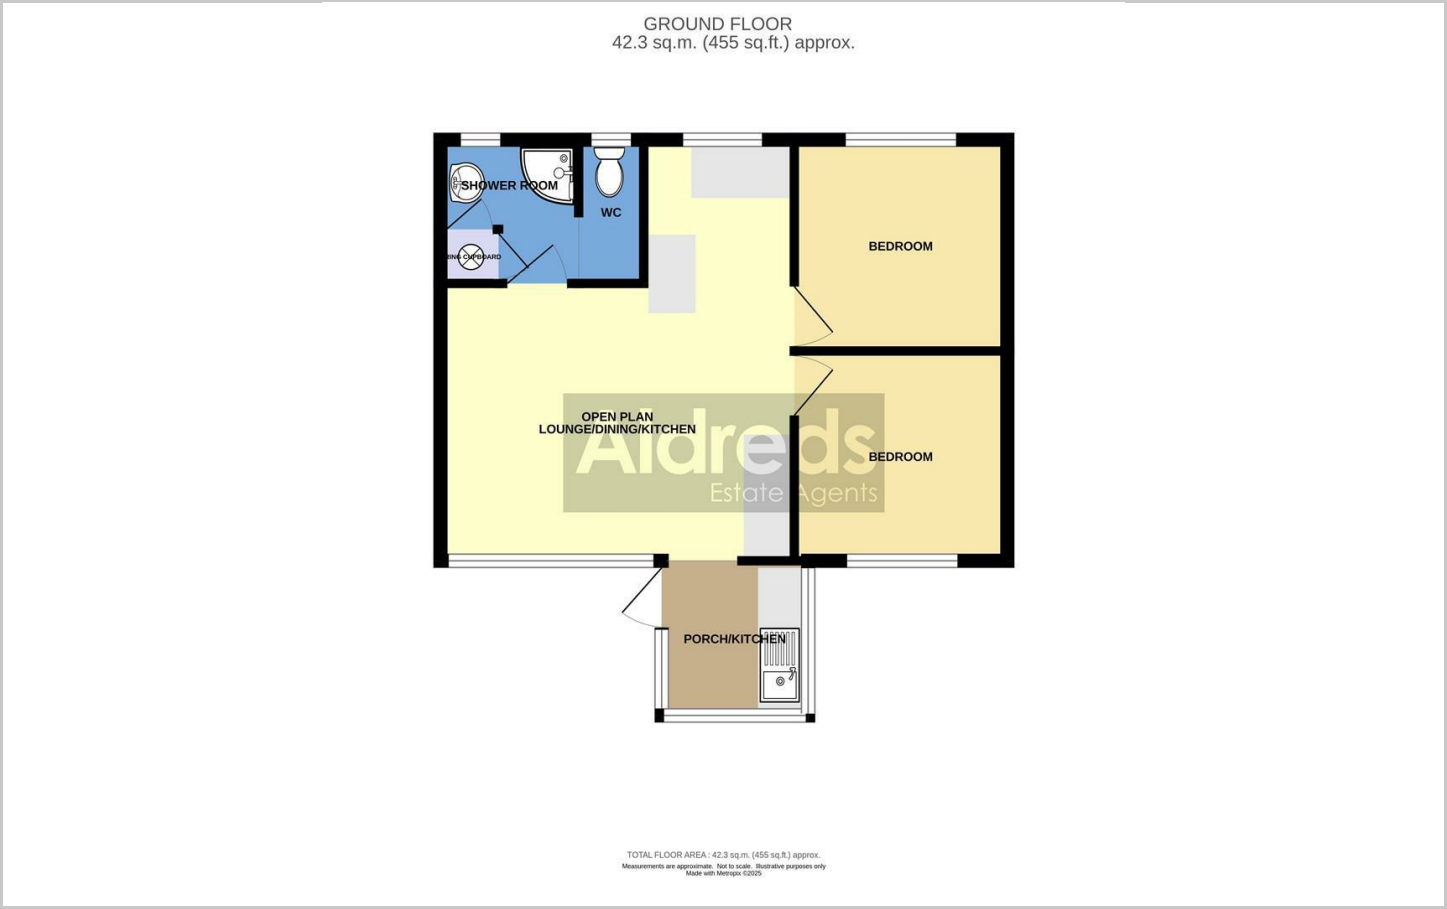 GROUND FLOOR
42.3 sq.m. (455 sq.ft.) approx.
SHOWER ROOM
WC
BEDROOM
CUPBOARD
OPEN PLAN
LOUNGE/DINING/KITCHEN
Aldreds
Estate Agents
BEDROOM
PORCH/KITCHEN
TOTAL FLOOR AREA : 42.3 sq.m. (455 sq.ft.) approx.
Measurements are approximate. Not to scale. Illustrative purposes only
Made with Metropix ©2025